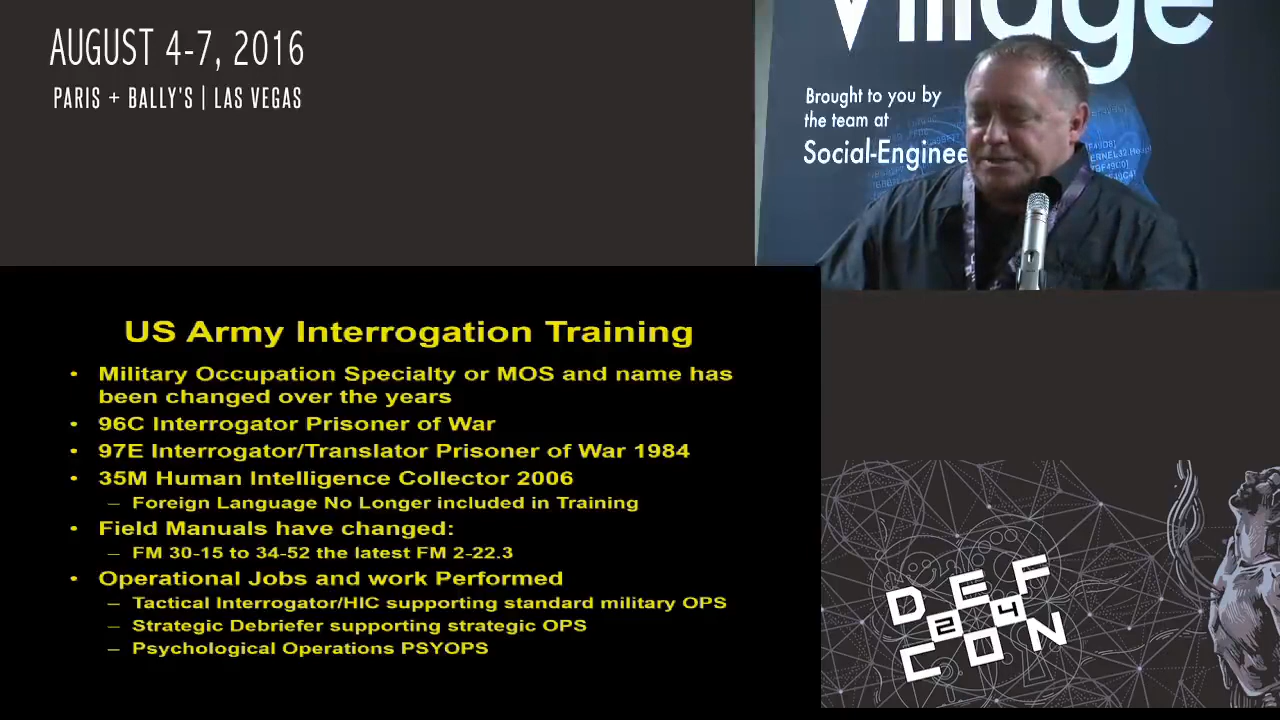 AUGUST 4-7, 2016
PARIS + BALLY'S | LAS VEGAS
Village
Brought to you by
the team at
Social-Enginee
US Army Interrogation Training
• Military Occupation Specialty or MOS and name has
been changed over the years
• 96C Interrogator Prisoner of War
• 97E Interrogator/Translator Prisoner of War 1984
• 35M Human Intelligence Collector 2006
– Foreign Language No Longer included in Training
• Field Manuals have changed:
– FM 30-15 to 34-52 the latest FM 2-22.3
• Operational Jobs and work Performed
– Tactical Interrogator/HIC supporting standard military OPS
– Strategic Debriefer supporting strategic OPS
– Psychological Operations PSYOPS
DEF
24
CON